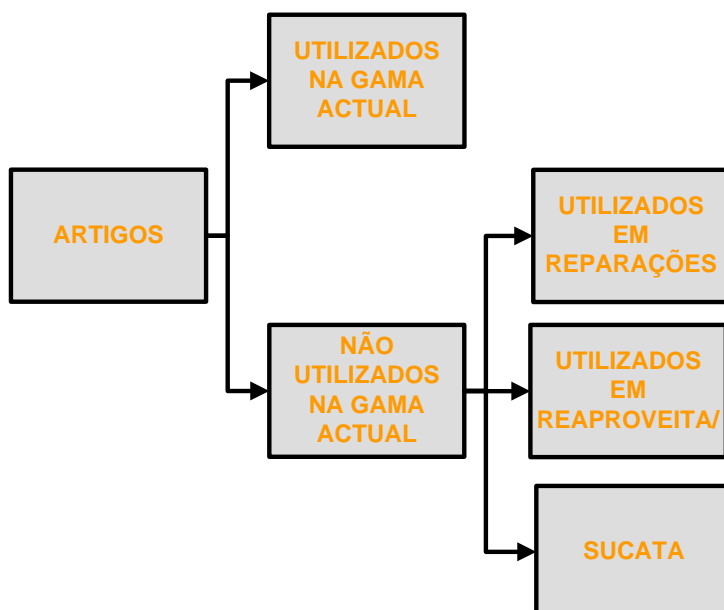 UTILIZADOS
NA GAMA
ACTUAL
ARTIGOS
UTILIZADOS
EM
REPARAÇÕES
NÃO
UTILIZADOS
NA GAMA
ACTUAL
UTILIZADOS
EM
REAPROVEITA/
SUCATA